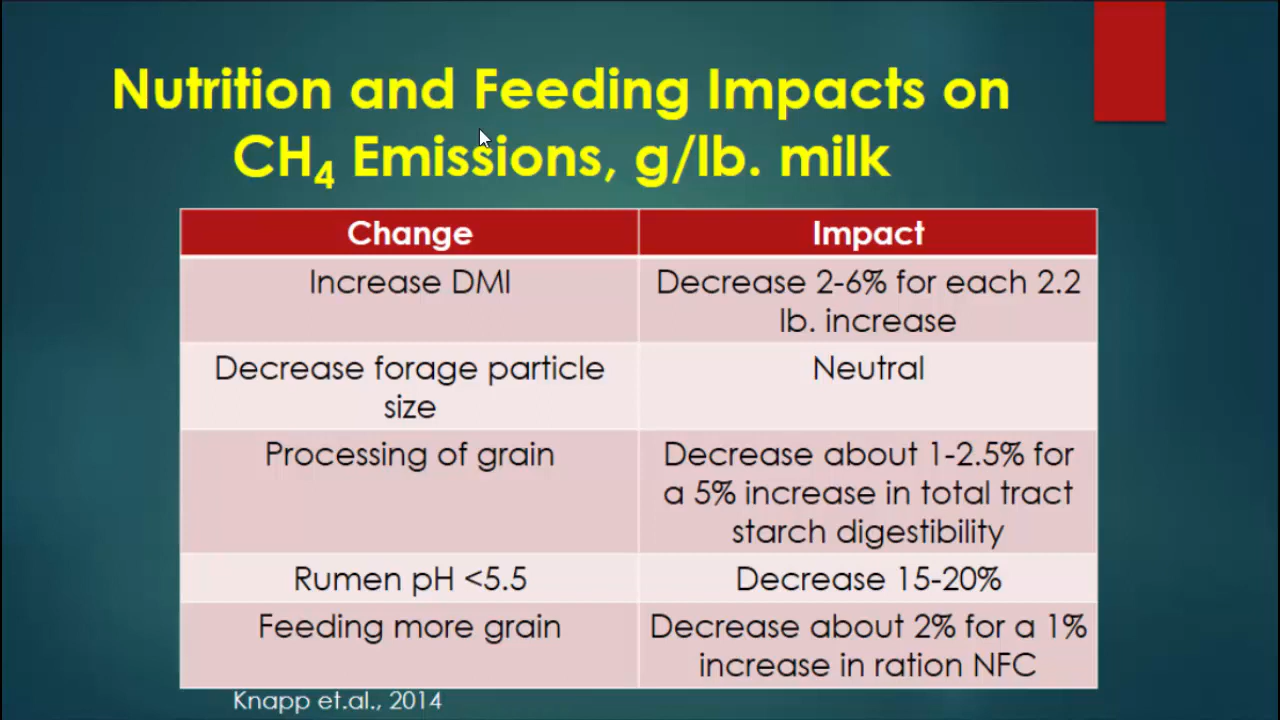 Nutrition and Feeding Impacts on
CH₄ Emissions, g/lb. milk
Change
Impact
Increase DMI
Decrease 2-6% for each 2.2
lb. increase
Decrease forage particle
size
Neutral
Processing of grain
Decrease about 1-2.5% for
a 5% increase in total tract
starch digestibility
Rumen pH <5.5
Decrease 15-20%
Feeding more grain
Decrease about 2% for a 1%
increase in ration NFC
Knapp et.al., 2014